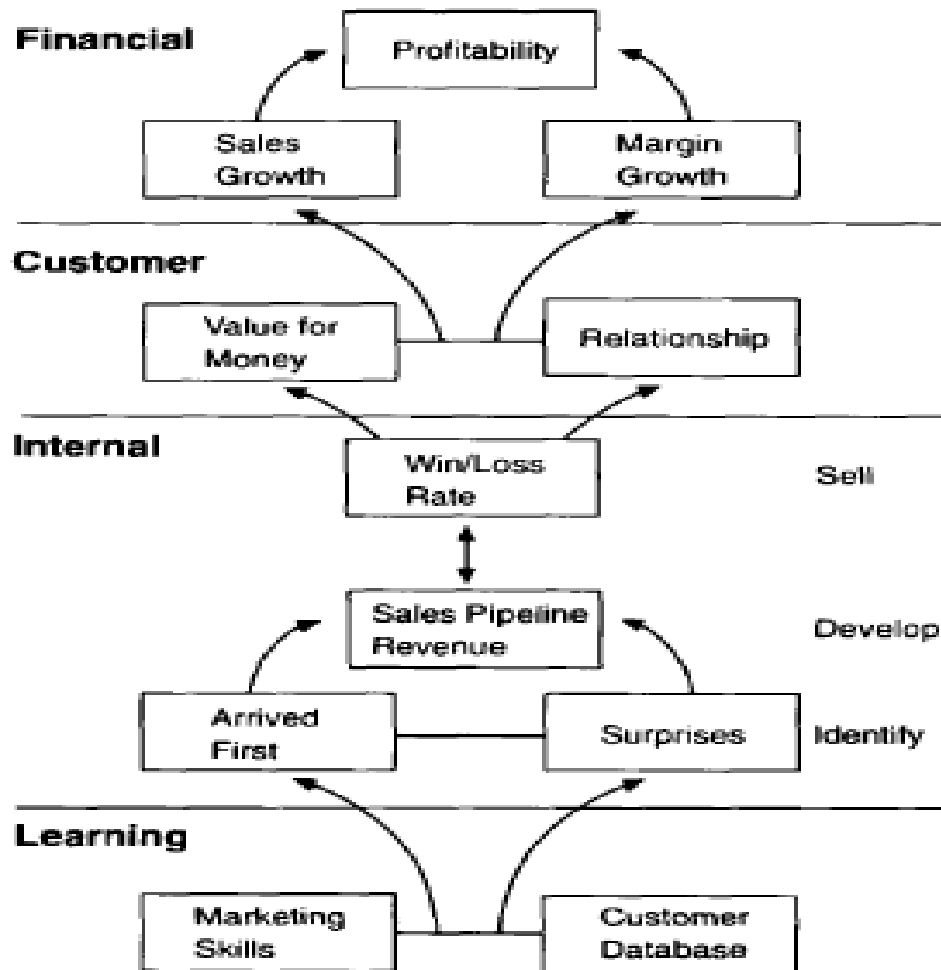 Financial
Profitability
Sales
Growth
Margin
Growth
Customer
Value for
Money
Relationship
Internal
Win/Loss
Rate
Sell
Sales Pipeline
Revenue
Develop
Arrived
First
Surprises
Identify
Learning
Marketing
Skills
Customer
Database